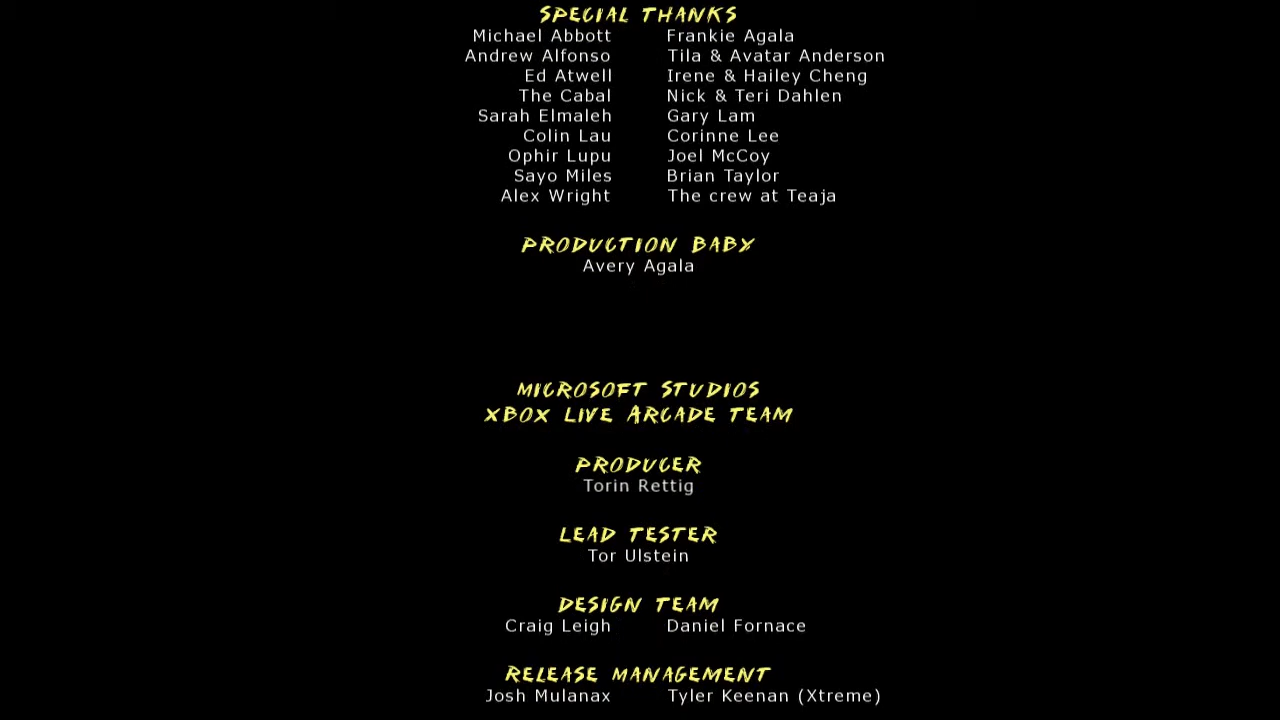 SPECIAL THANKS
Michael Abbott Frankie Agala
Andrew Alfonso Tila & Avatar Anderson
Ed Atwell Irene & Hailey Cheng
The Cabal Nick & Teri Dahlen
Sarah Elmaleh Gary Lam
Colin Lau Corinne Lee
Ophir Lupu Joel McCoy
Sayo Miles Brian Taylor
Alex Wright The crew at Teaja
PRODUCTION BABY
Avery Agala
MICROSOFT STUDIOS
XBOX LIVE ARCADE TEAM
PRODUCER
Torin Rettig
LEAD TESTER
Tor Ulstein
DESIGN TEAM
Craig Leigh Daniel Fornace
RELEASE MANAGEMENT
Josh Mulanax Tyler Keenan (Xtreme)